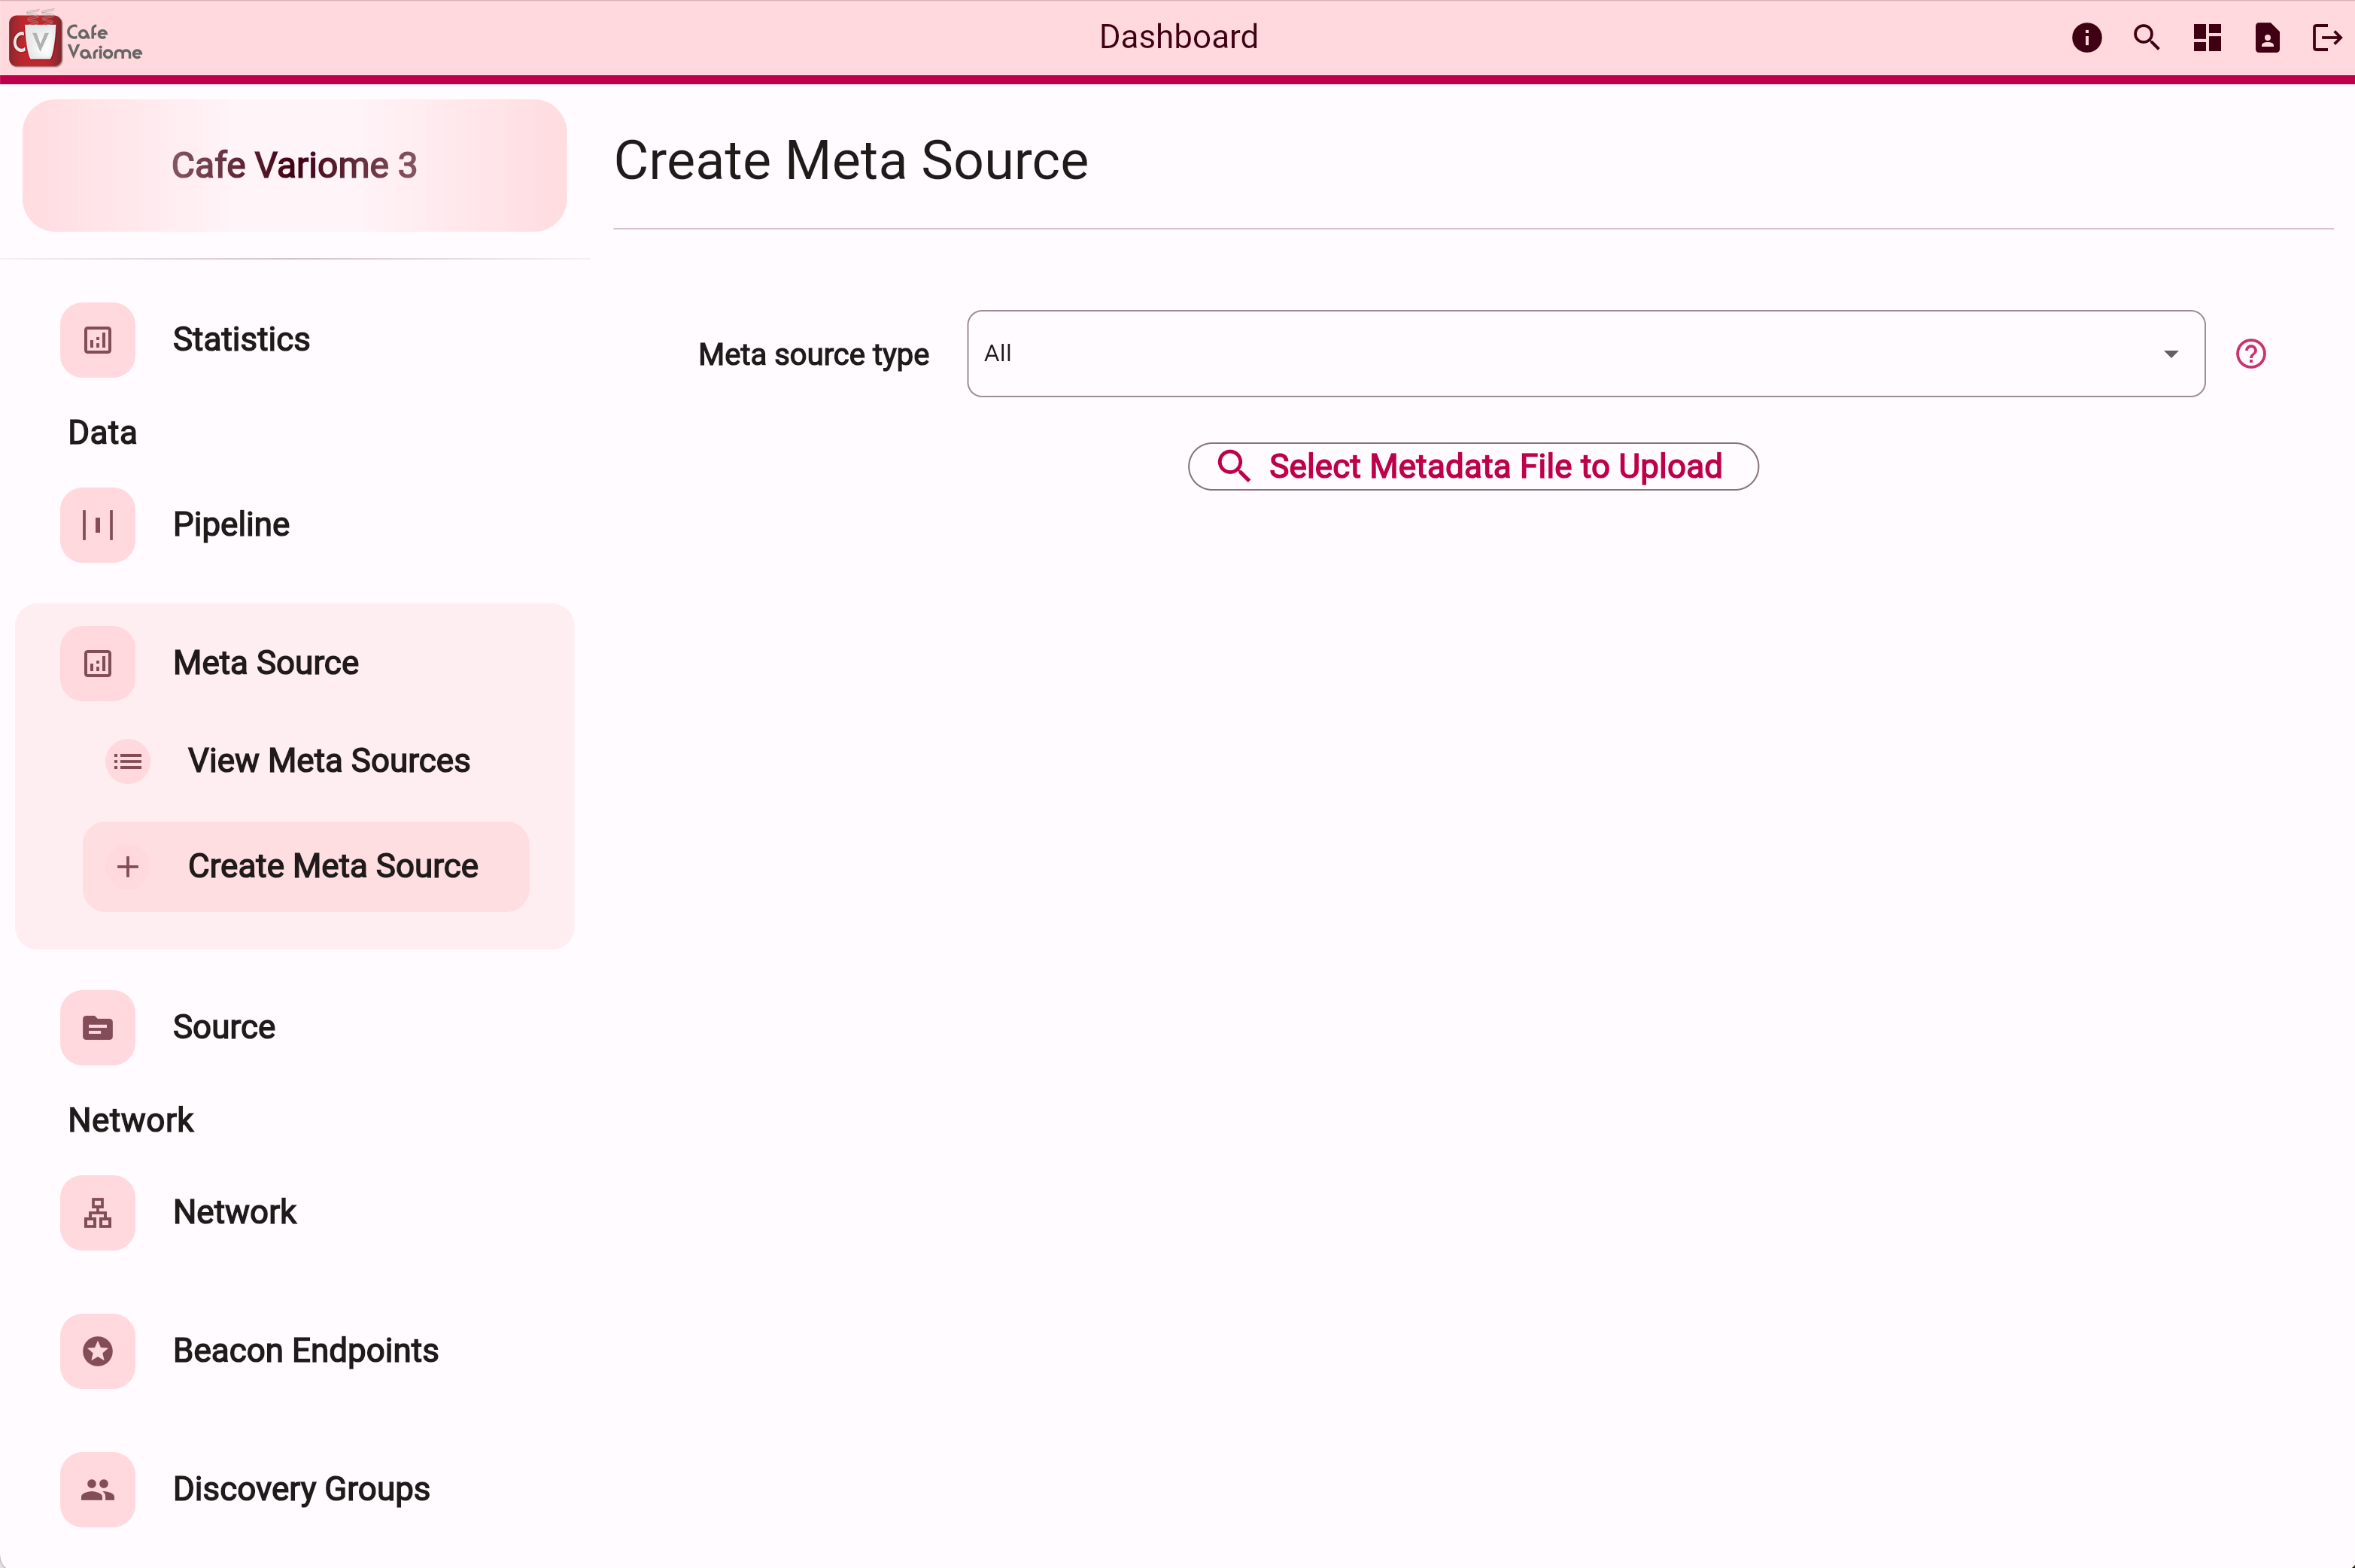 Cafe
Variome
Dashboard
Cafe Variome 3
Create Meta Source
Statistics
Meta source type
All
Data
Select Metadata File to Upload
Pipeline
Meta Source
View Meta Sources
Create Meta Source
Source
Network
Network
Beacon Endpoints
Discovery Groups